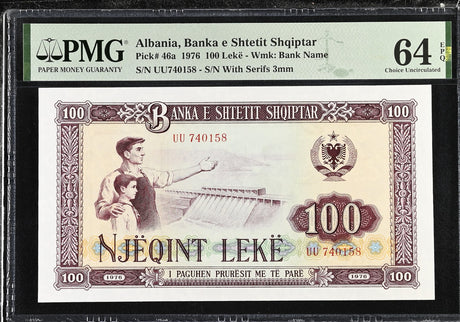 PMG
PAPER MONEY GUARANTY
Albania, Banka e Shtetit Shqiptar
Pick# 46a 1976 100 Lekë - Wmk: Bank Name
S/N UU740158 - S/N With Serifs 3mm
64 EPQ
Choice Uncirculated
100 BANKA E SHTETIT SHQIPTAR 100
UU 740158
100
NJËQINT LEKË
UU 740158
I PAGUHEN PRURËSIT ME TË PARË
100 1976 1976 100